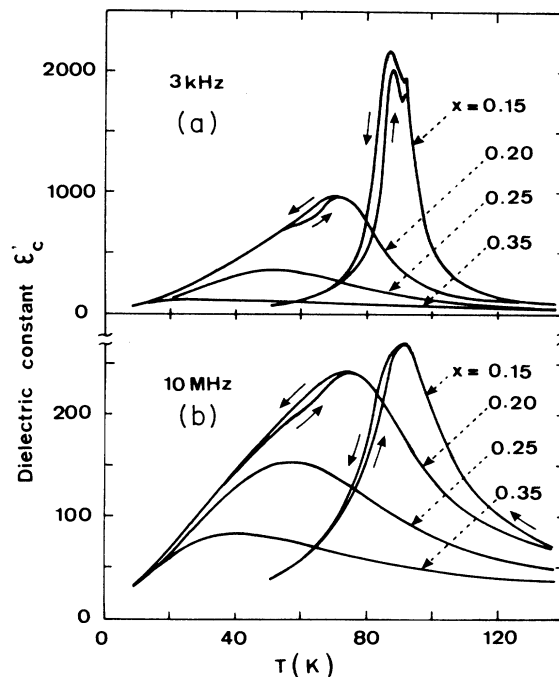 Dielectric constant ε'c
2000
1000
0
3 kHz
(a)
x = 0.15
0.20
0.25
0.35
200
100
0
10 MHz
(b)
x = 0.15
0.20
0.25
0.35
0
40
80
120
T (K)